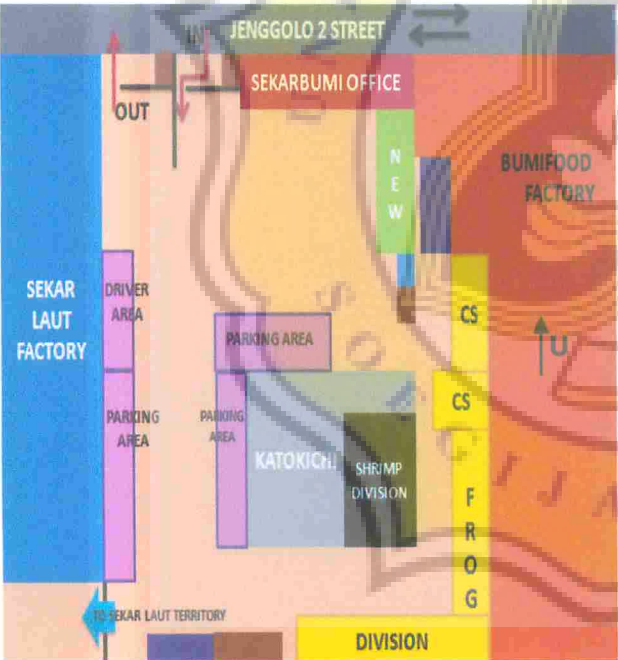 JENGGOLO 2 STREET
IN
SEKARBUMI OFFICE
OUT
N
E
W
BUMIFOOD
FACTORY
SEKAR
LAUT
FACTORY
DRIVER
AREA
CS
PARKING AREA
U
CS
PARKING
AREA
PARKING
AREA
KATOKICHI
SHRIMP
DIVISION
F
R
O
G
TO SEKAR LAUT TERRITORY
DIVISION